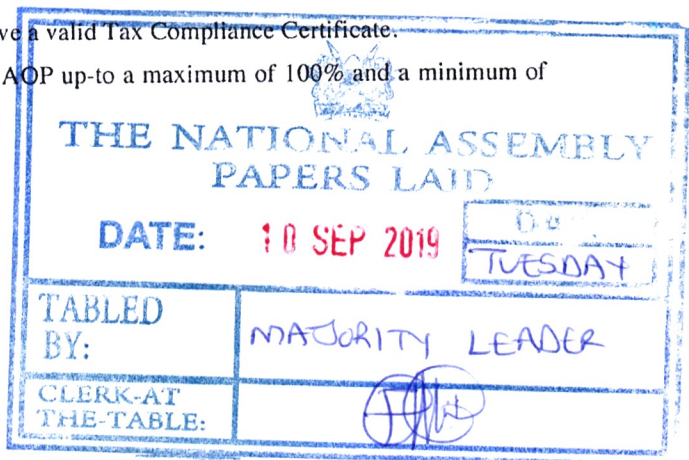 ve a valid Tax Compliance Certificate.
AOP up-to a maximum of 100% and a minimum of
THE NATIONAL ASSEMBLY
PAPERS LAID
DATE: 10 SEP 2019
TUESDAY
TABLED BY: MAJORITY LEADER
CLERK-AT THE-TABLE: